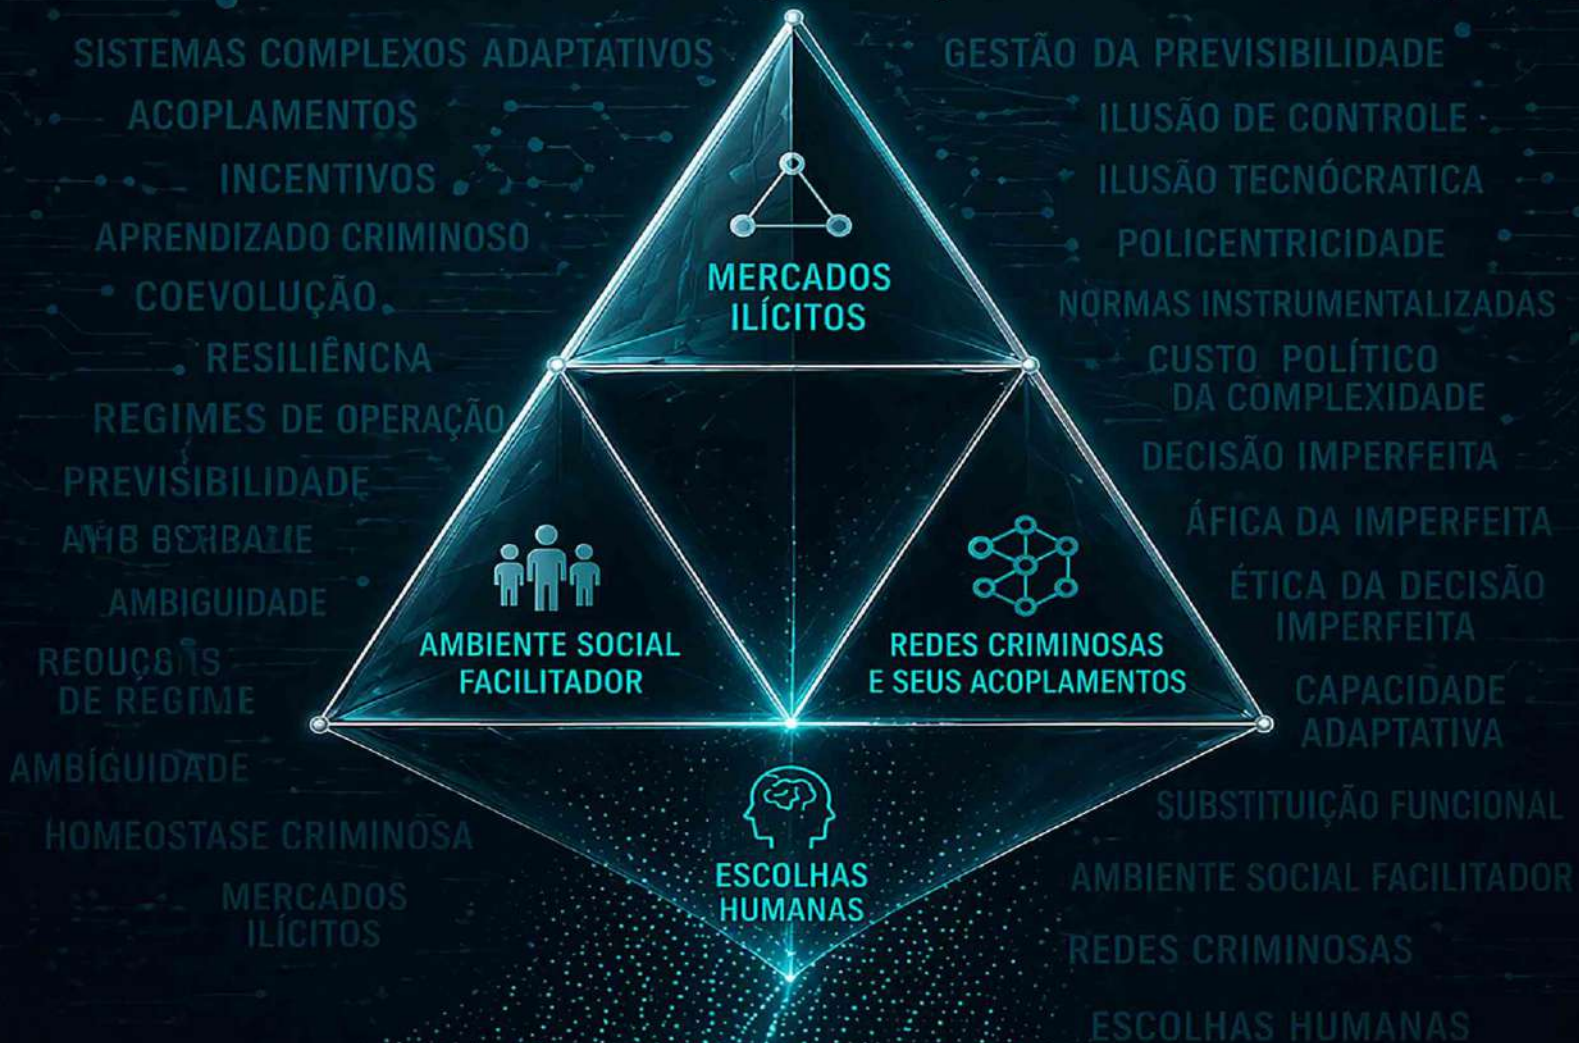 SISTEMAS COMPLEXOS ADAPTATIVOS
ACOPLAMENTOS
INCENTIVOS
APRENDIZADO CRIMINOSO
COEVOLUÇÃO
RESILIÊNCIA
REGIMES DE OPERAÇÃO
PREVISIBILIDADE
AMBIGUIDADE
DE REGIME
AMBÍGUIDADE
HOMEOSTASE CRIMINOSA
MERCADOS
ILÍCITOS
MERCADOS
ILÍCITOS
AMBIENTE SOCIAL
FACILITADOR
REDES CRIMINOSAS
E SEUS ACOPLAMENTOS
ESCOLHAS
HUMANAS
GESTÃO DA PREVISIBILIDADE
ILUSÃO DE CONTROLE
ILUSÃO TECNÓCRATICA
POLICENTRICIDADE
NORMAS INSTRUMENTALIZADAS
CUSTO POLÍTICO
DA COMPLEXIDADE
DECISÃO IMPERFEITA
ÁFICA DA IMPERFEITA
ÉTICA DA DECISÃO
IMPERFEITA
CAPACIDADE
ADAPTATIVA
SUBSTITUIÇÃO FUNCIONAL
AMBIENTE SOCIAL FACILITADOR
REDES CRIMINOSAS
ESCOLHAS HUMANAS